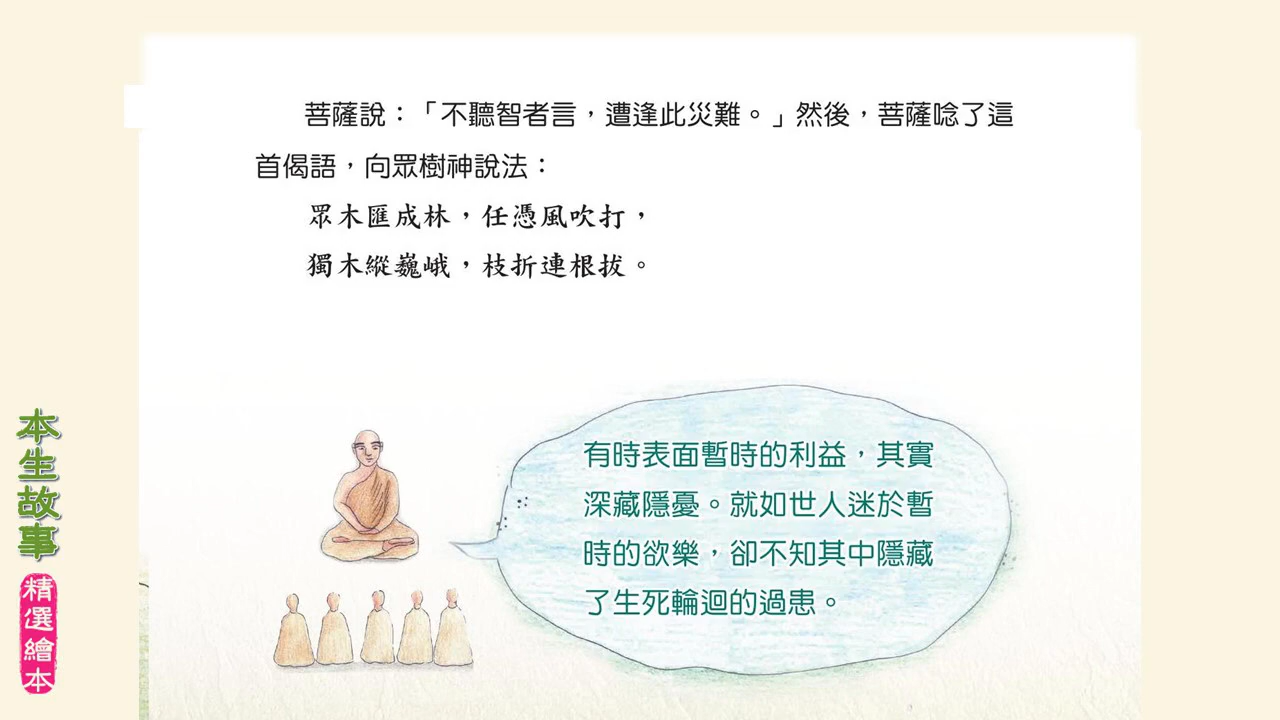 菩薩說：「不聽智者言，遭逢此災難。」然後，菩薩唸了這
首偈語，向眾樹神說法：
眾木匯成林，任憑風吹打，
獨木縱巍峨，枝折連根拔。
有時表面暫時的利益，其實
深藏隱憂。就如世人迷於暫
時的欲樂，卻不知其中隱藏
了生死輪迴的過患。
本生故事
精選繪本